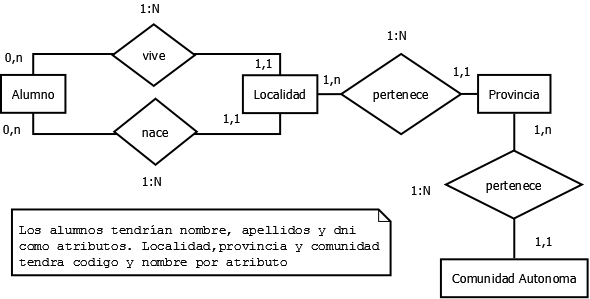 1:N
1:N
0,n
vive
1,1
1,n
1,1
Alumno
Localidad
pertenece
Provincia
0,n
nace
1,1
1,n
1:N
1:N
pertenece
Los alumnos tendrían nombre, apellidos y dni
como atributos. Localidad,provincia y comunidad
tendra codigo y nombre por atributo
1,1
Comunidad Autonoma